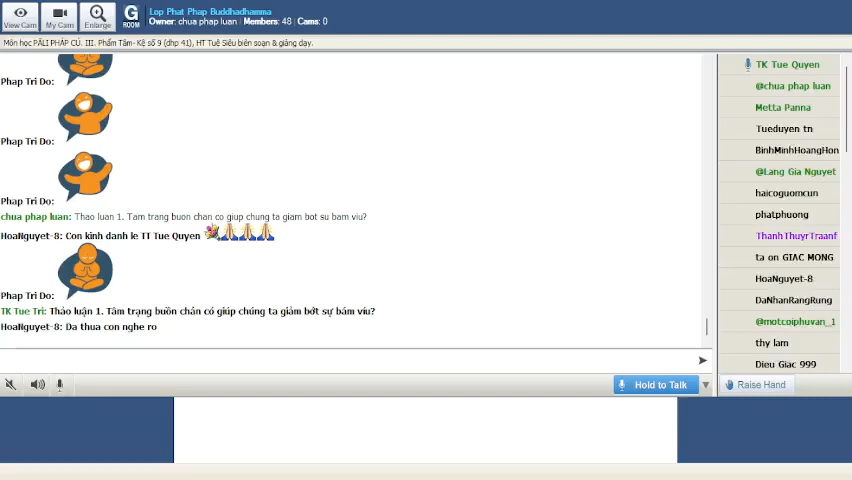 Lop Phat Phap Buddhadhamma
Owner: chua phap luan | Members: 48 | Cams: 0
View Cam
My Cam
Enlarge
G
ROOM
Môn học PĀLI PHÁP CÚ. III. Phẩm Tâm- Kệ số 9 (dhp 41), HT Tuệ Siêu biên soạn & giảng dạy.
Phap Tri Do:
Phap Tri Do:
Phap Tri Do:
chua phap luan: Thao luan 1. Tam trang buon chan co giup chung ta giam bot su bam viu?
HoaNguyet-8: Con kinh danh le TT Tue Quyen
Phap Tri Do:
TK Tue Tri: Thảo luận 1. Tâm trạng buồn chán có giúp chúng ta giảm bớt sự bám víu?
HoaNguyet-8: Da thua con nghe ro
Hold to Talk
TK Tue Quyen
@chua phap luan
Metta Panna
Tueduyen tn
BinhMinhHoangHon
@Lang Gia Nguyet
haicoguomcun
phatphuong
ThanhThuyrTraanf
ta on GIAC MONG
HoaNguyet-8
DaNhanRangRung
@motcoiphuvan_1
thy lam
Dieu Giac 999
Raise Hand